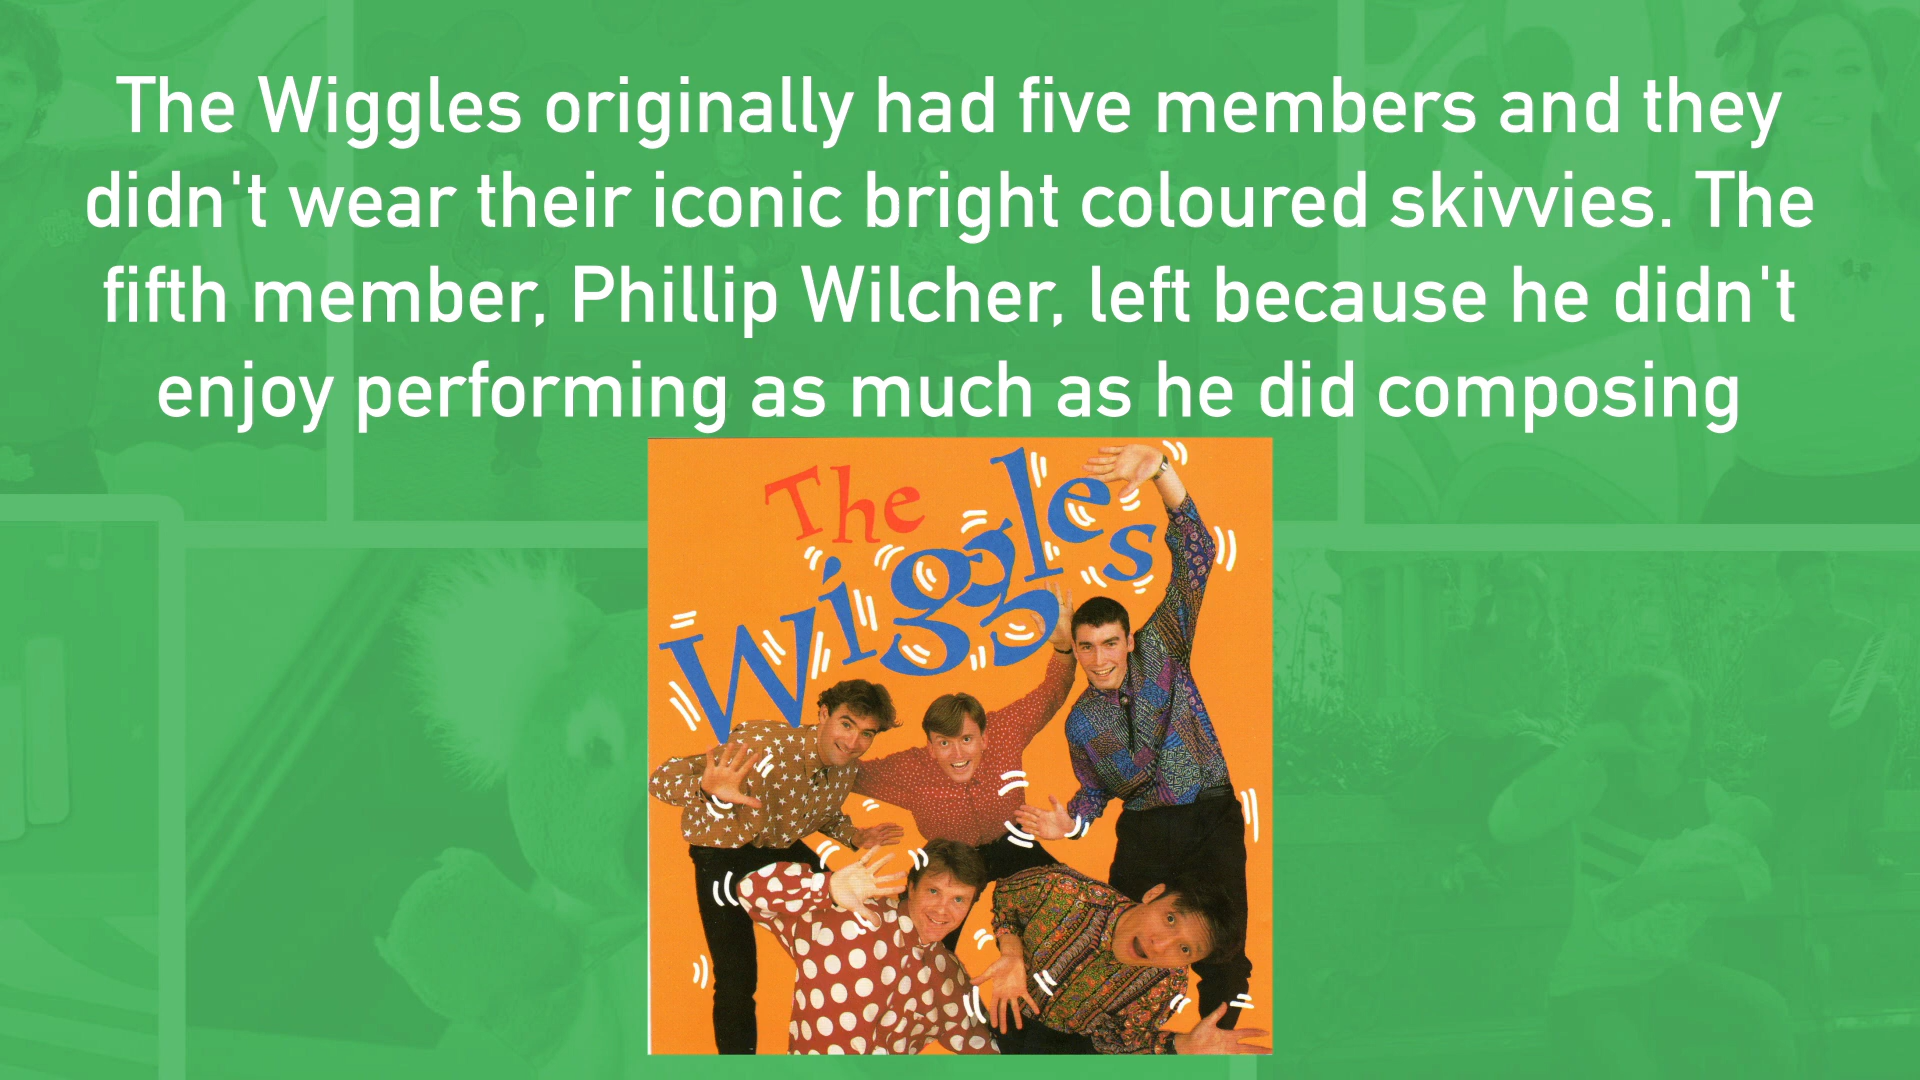 The Wiggles originally had five members and they
didn't wear their iconic bright coloured skivvies. The
fifth member, Phillip Wilcher, left because he didn't
enjoy performing as much as he did composing
The
Wiggles